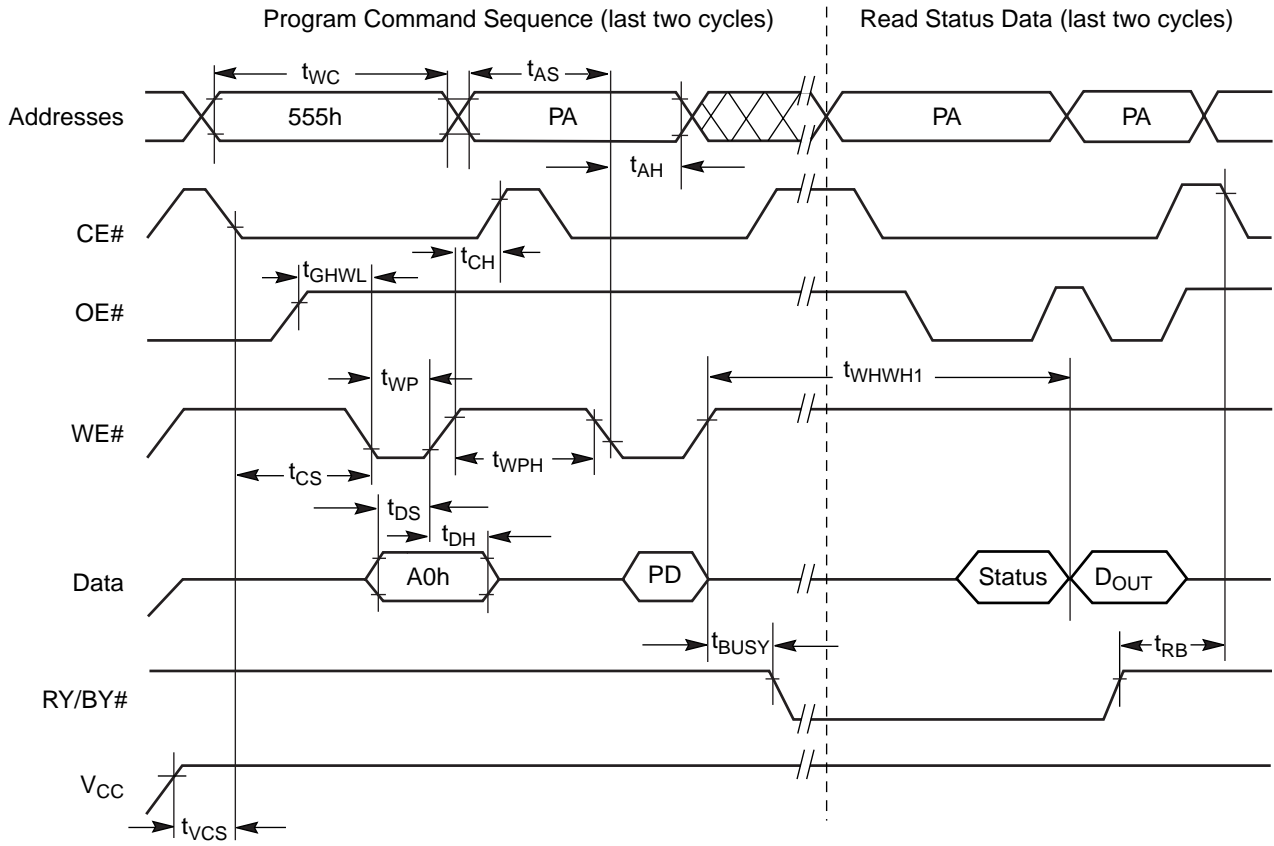 Program Command Sequence (last two cycles)
Read Status Data (last two cycles)
tWC
tAS
Addresses
555h
PA
PA
PA
tAH
CE#
tCH
tGHWL
OE#
tWP
tWHWH1
WE#
tCS
tWPH
tDS
tDH
Data
A0h
PD
Status
DOUT
tBUSY
tRB
RY/BY#
VCC
tVCS